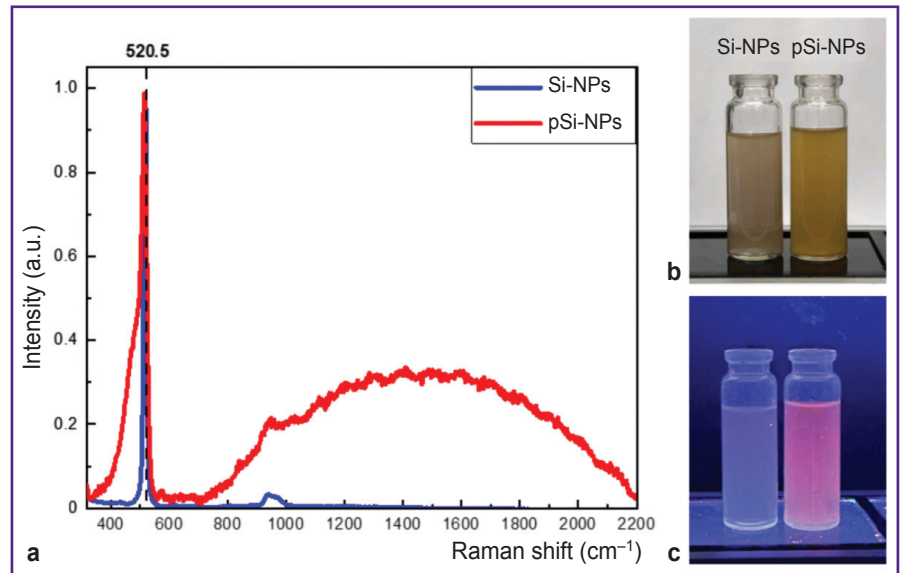 520.5
1.0
0.8
0.6
0.4
0.2
0
Intensity (a.u.)
Si-NPs
pSi-NPs
400 600 800 1000 1200 1400 1600 1800 2000 2200
Raman shift (cm⁻¹)
a
Si-NPs pSi-NPs
b
c